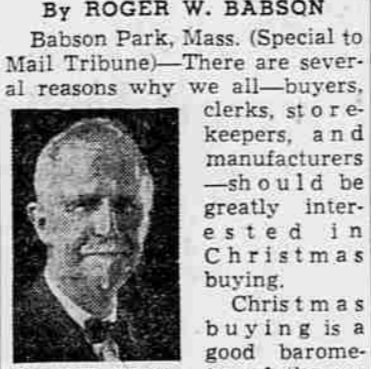 By ROGER W. BABSON
Babson Park, Mass. (Special to
Mail Tribune)—There are sever-
al reasons why we all—buyers,
clerks, store-
keepers, and
manufacturers
—should be
greatly inter-
ested in
Christmas
buying.
Christmas
buying is a
good barome-